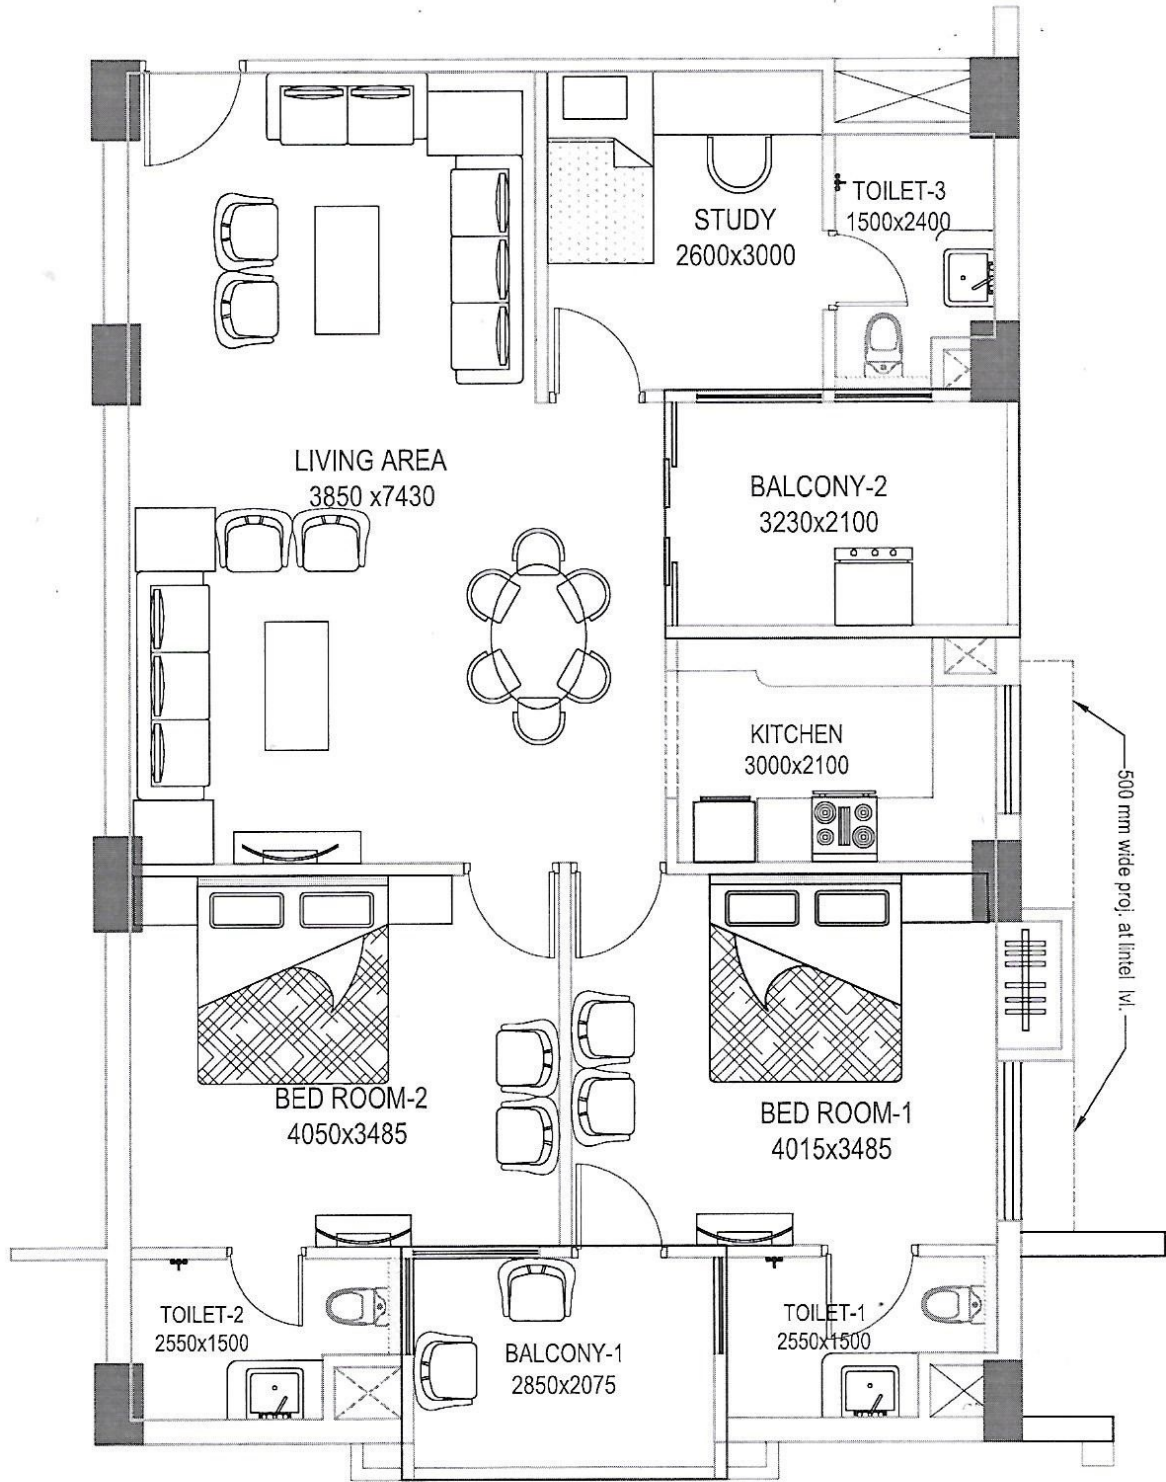 TOILET-3
1500x2400
STUDY
2600x3000
LIVING AREA
3850 x7430
BALCONY-2
3230x2100
KITCHEN
3000x2100
500 mm wide proj. at lintel lvl.
BED ROOM-2
4050x3485
BED ROOM-1
4015x3485
TOILET-2
2550x1500
BALCONY-1
2850x2075
TOILET-1
2550x1500